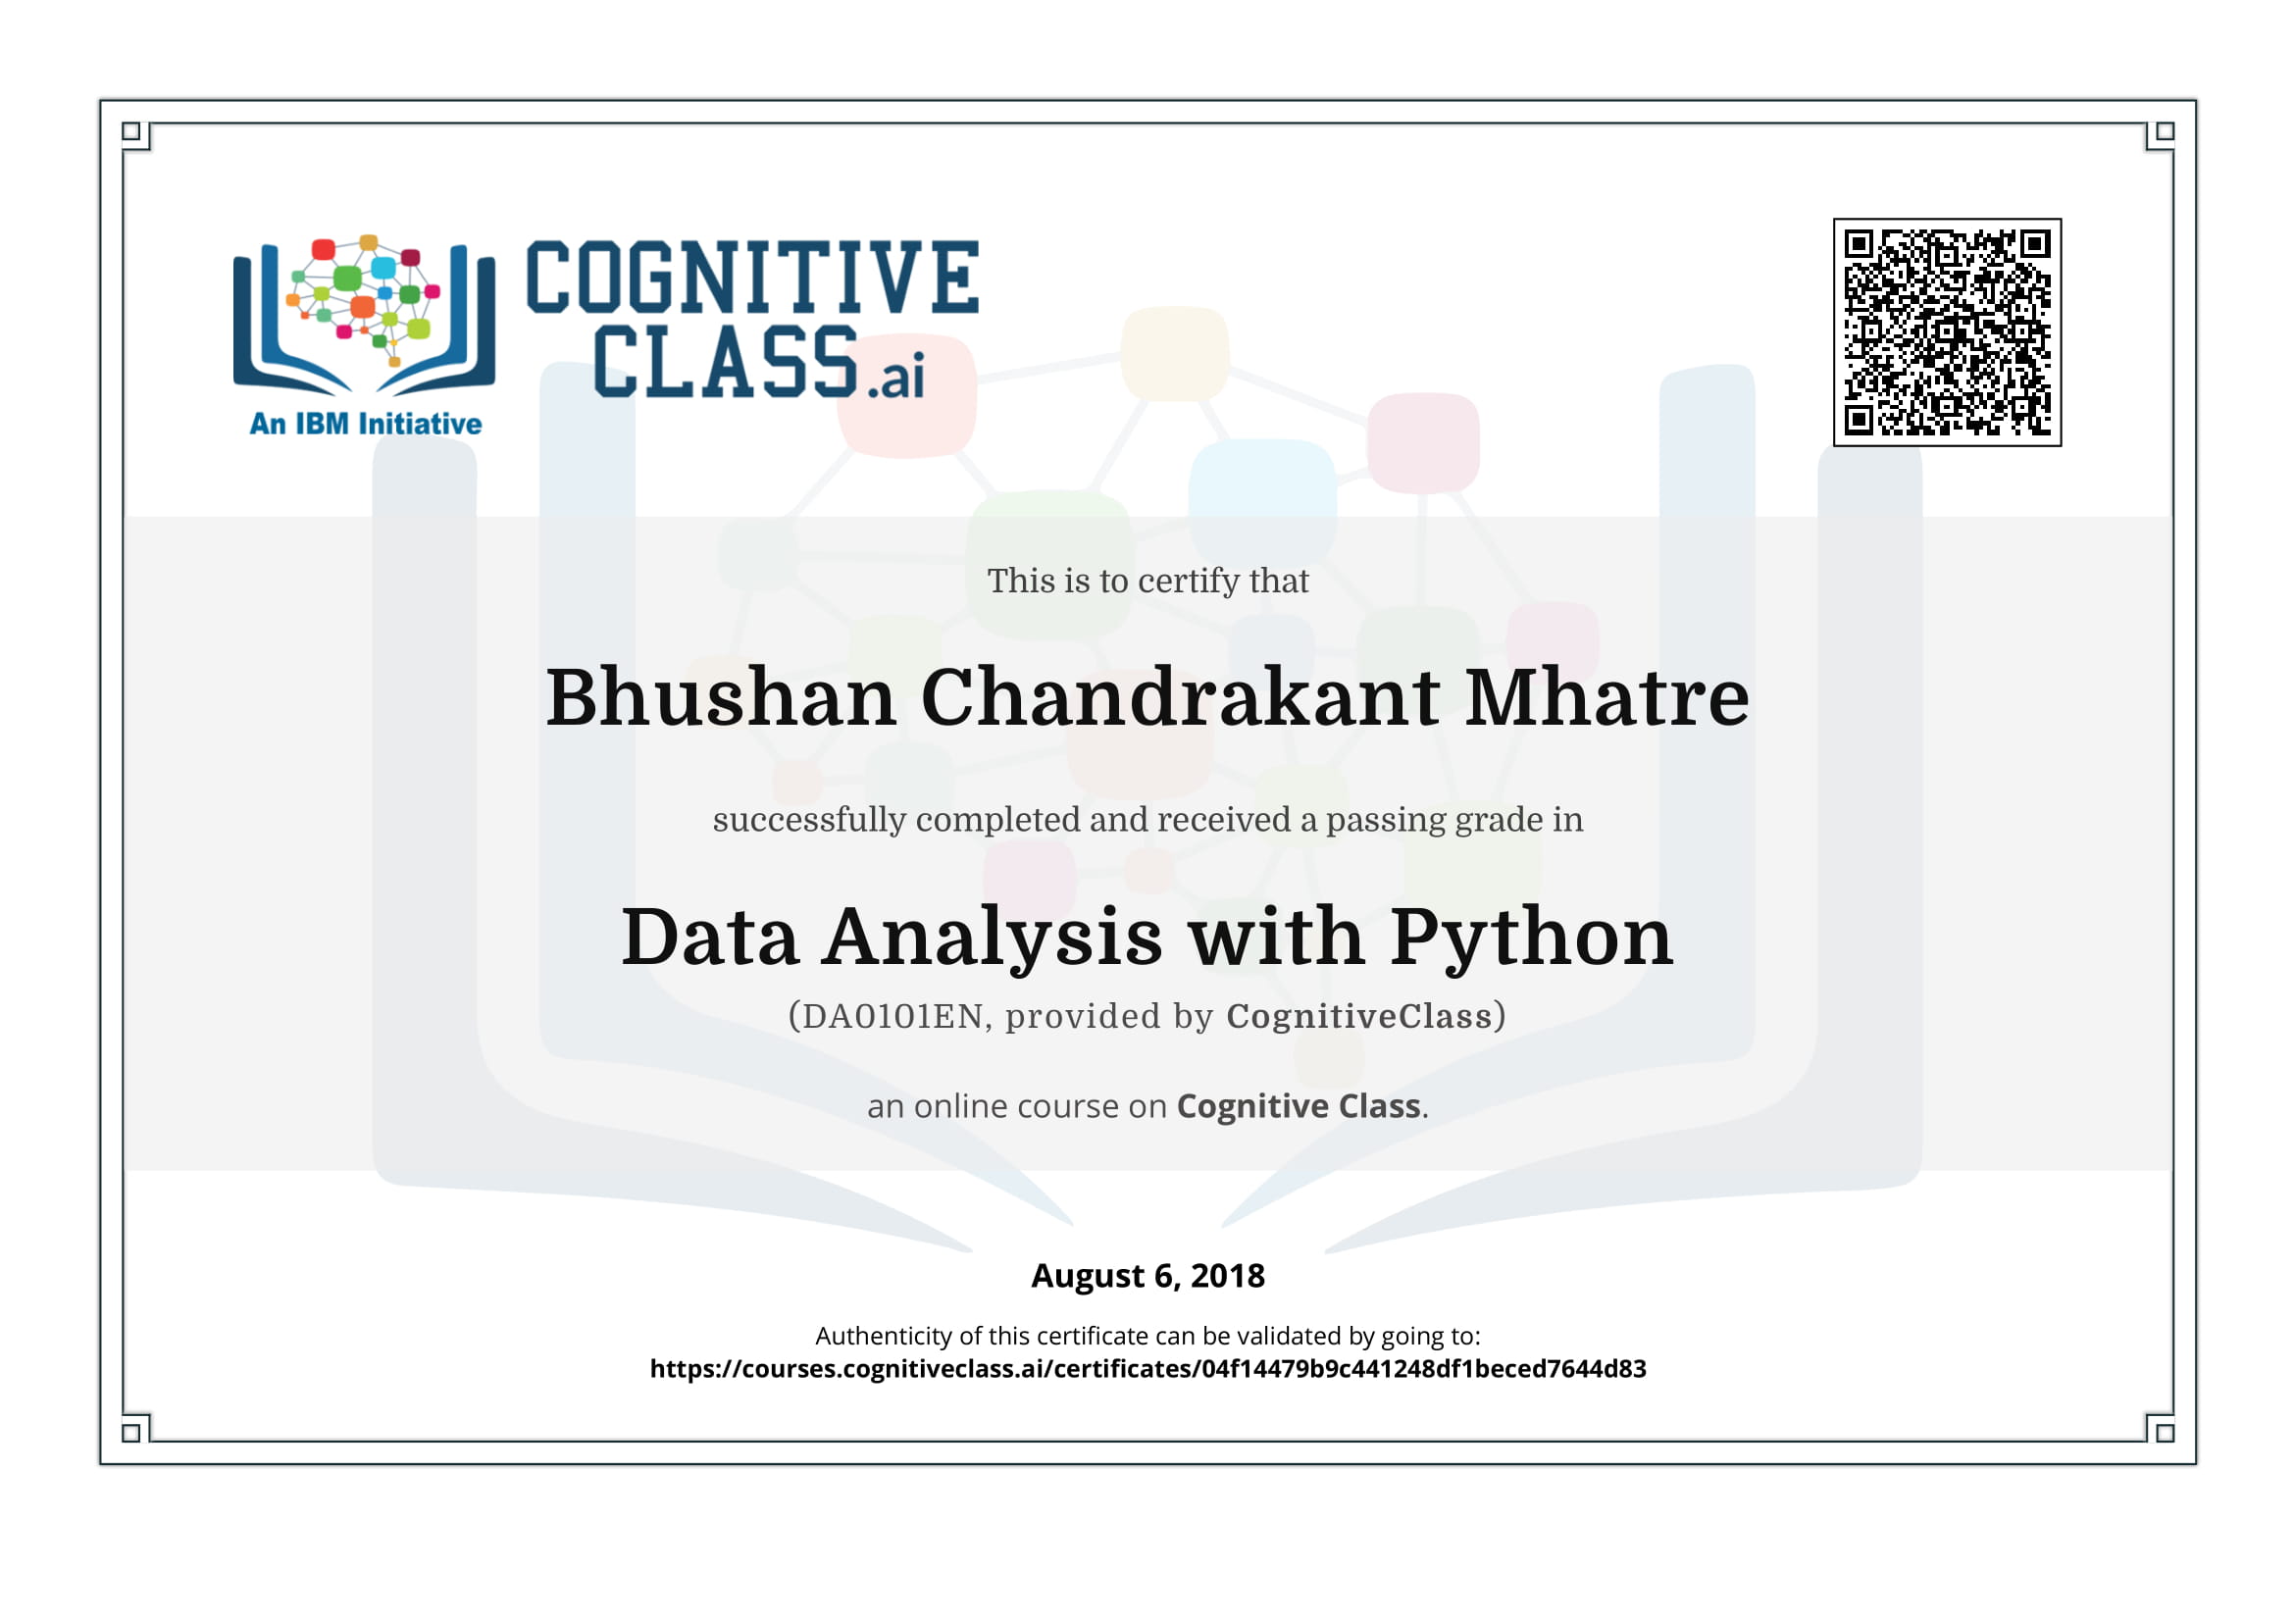 COGNITIVE
CLASS.ai
An IBM Initiative
This is to certify that
Bhushan Chandrakant Mhatre
successfully completed and received a passing grade in
Data Analysis with Python
(DA0101EN, provided by CognitiveClass)
an online course on Cognitive Class.
August 6, 2018
Authenticity of this certificate can be validated by going to:
https://courses.cognitiveclass.ai/certificates/04f14479b9c441248df1beced7644d83